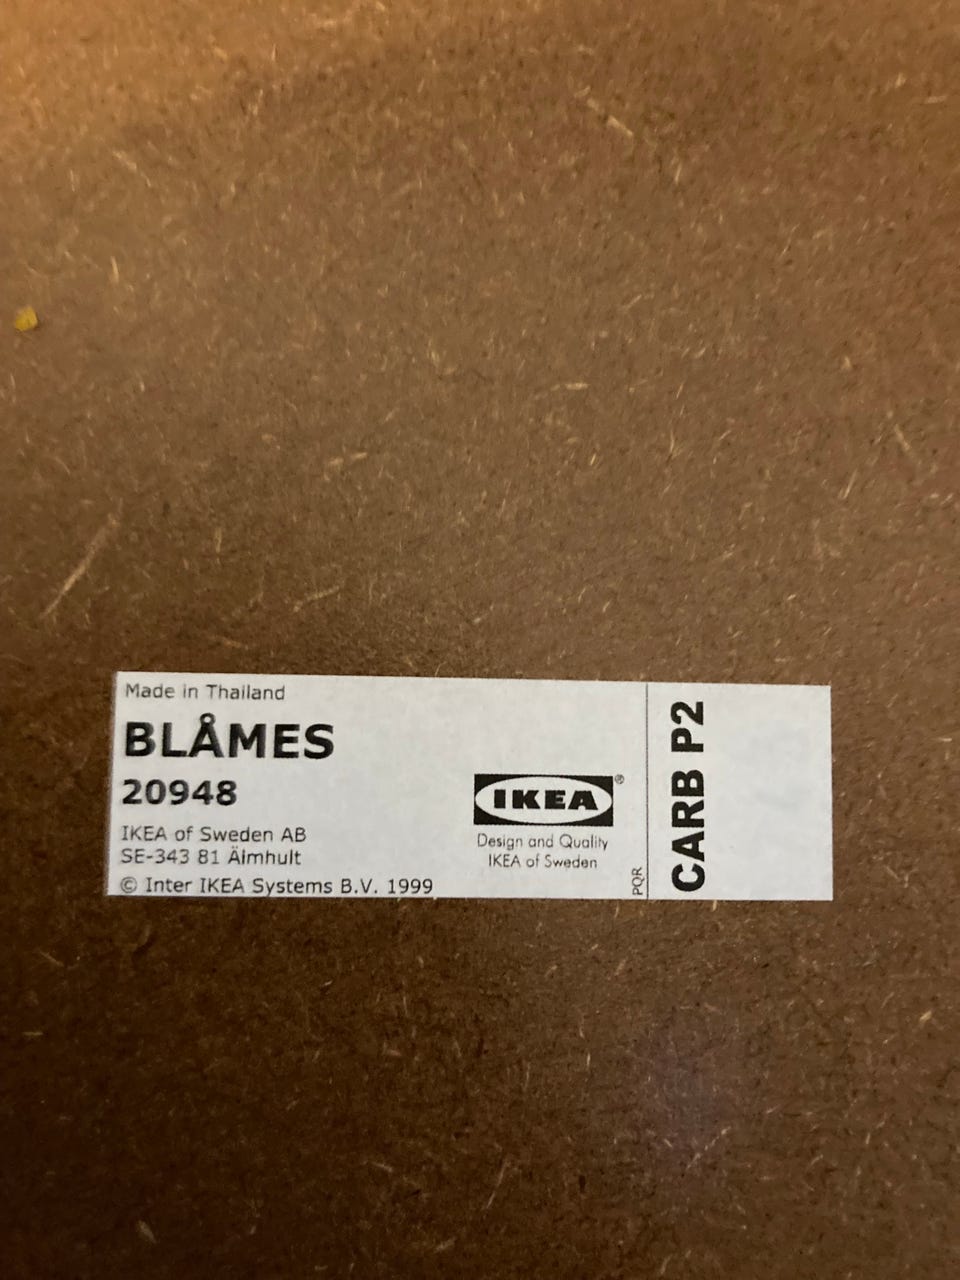 Made in Thailand
BLÅMES
20948
IKEA of Sweden AB
SE-343 81 Älmhult
© Inter IKEA Systems B.V. 1999
IKEA®
Design and Quality
IKEA of Sweden
PQR
CARB P2